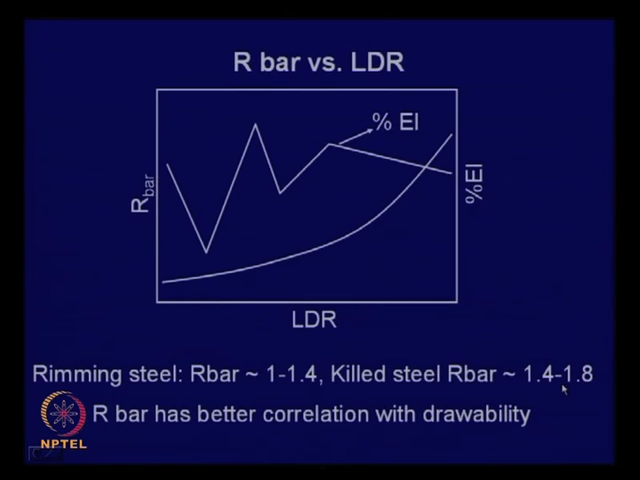 R bar vs. LDR
% El
Rbar
%El
LDR
Rimming steel: Rbar ~ 1-1.4, Killed steel Rbar ~ 1.4-1.8
R bar has better correlation with drawability
NPTEL